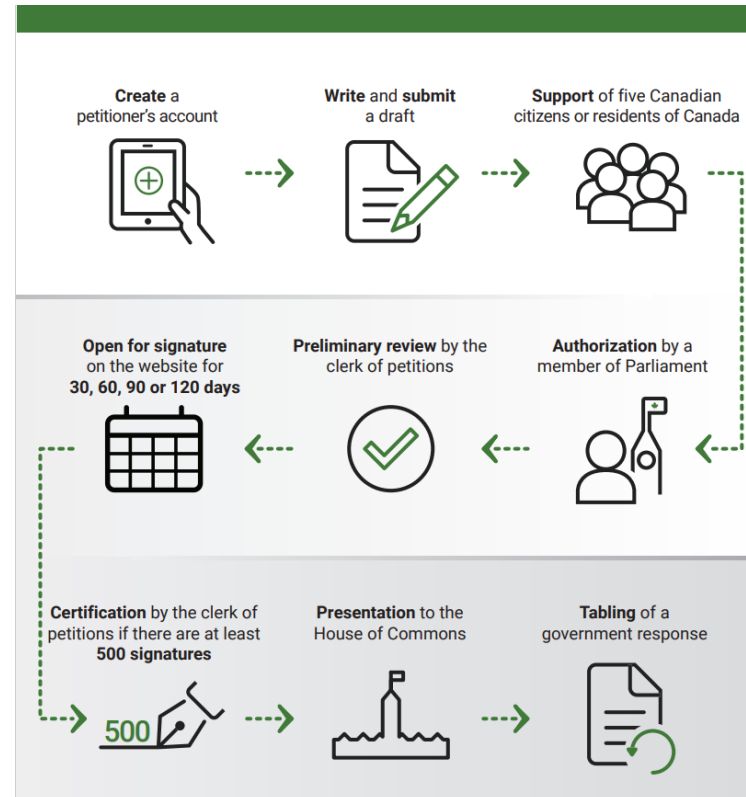 Create a
petitioner's account
Write and submit
a draft
Support of five Canadian
citizens or residents of Canada
Authorization by a
member of Parliament
Preliminary review by the
clerk of petitions
Open for signature
on the website for
30, 60, 90 or 120 days
Certification by the clerk of
petitions if there are at least
500 signatures
500
Presentation to the
House of Commons
Tabling of a
government response